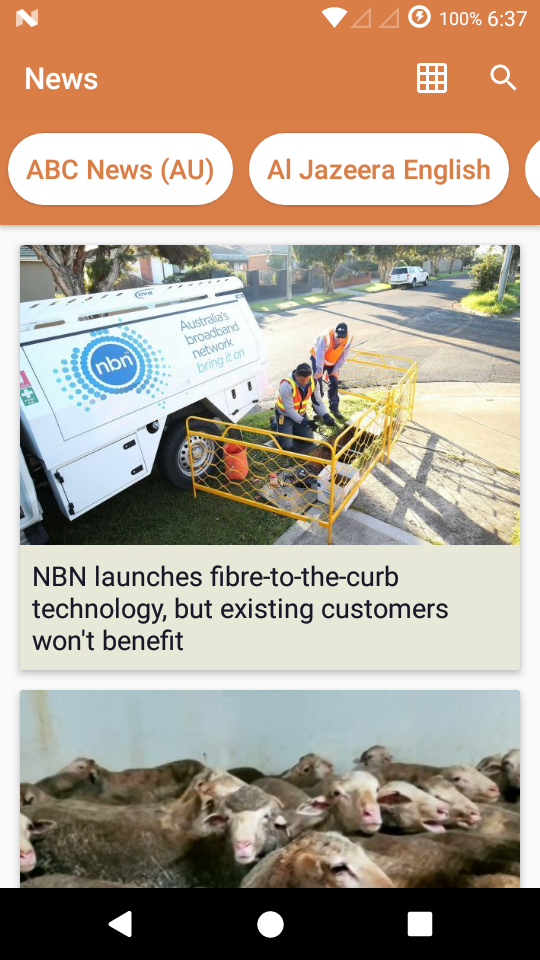 100% 6:37
News
ABC News (AU)
Al Jazeera English
Australia's
broadband
network
bring it on
nbn
NBN launches fibre-to-the-curb
technology, but existing customers
won't benefit